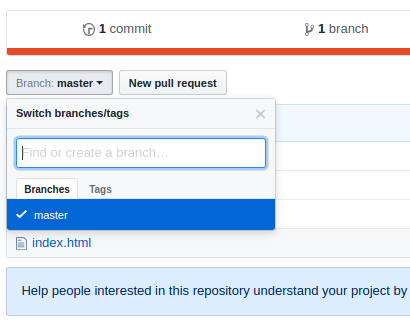 1 commit
1 branch
Branch: master
New pull request
Switch branches/tags
Find or create a branch…
Branches
Tags
master
index.html
Help people interested in this repository understand your project by